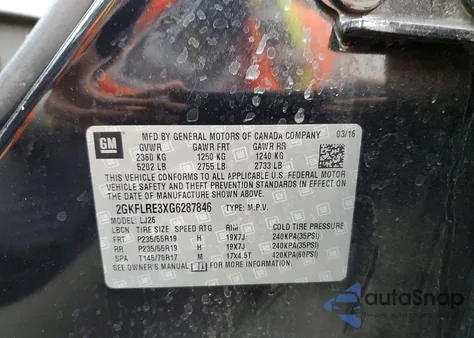 GM
MFD BY GENERAL MOTORS OF CANADA COMPANY 03/16
GVWR GAWR FRT GAWR RR
2360 KG 1250 KG 1240 KG
5202 LB 2755 LB 2733 LB
THIS VEHICLE CONFORMS TO ALL APPLICABLE U.S. FEDERAL
MOTOR VEHICLE SAFETY AND THEFT PREVENTION STANDARDS
IN EFFECT ON THE DATE OF MANUFACTURE SHOWN ABOVE.
2GKFLRE3XG6287846 TYPE: M.P.V.
MODEL: LJ26
LBCN TIRE SIZE SPEED RTG RIM COLD TIRE PRESSURE
FRT P235/55R19 H 19X7J 240KPA(35PSI)
RR P235/55R19 H 19X7J 240KPA(35PSI)
SPA T145/70R17 M 17X4.5T 420KPA(60PSI)
SEE OWNER'S MANUAL FOR MORE INFORMATION.
autoSnap